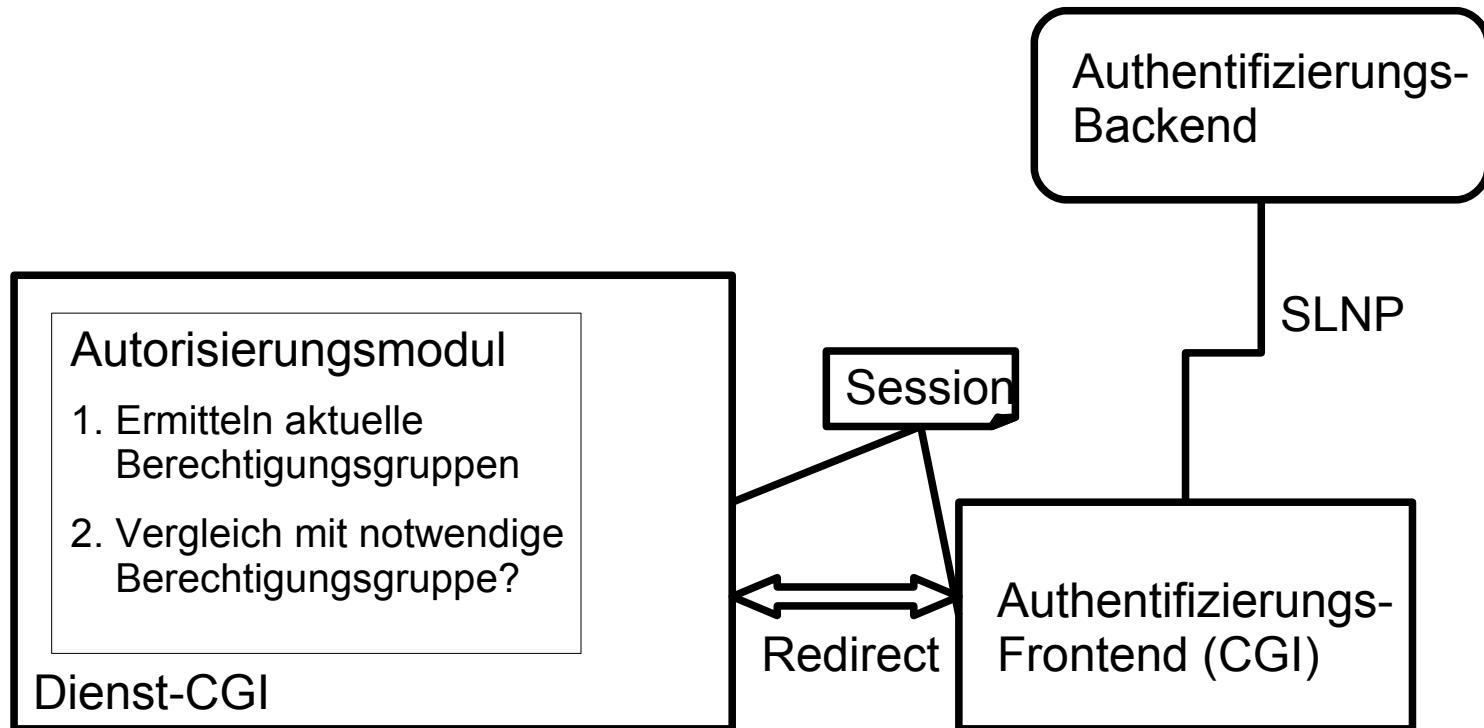 Authentifizierungs-
Backend
SLNP
Autorisierungsmodul
1. Ermitteln aktuelle
Berechtigungsgruppen
2. Vergleich mit notwendige
Berechtigungsgruppe?
Dienst-CGI
Session
Redirect
Authentifizierungs-
Frontend (CGI)